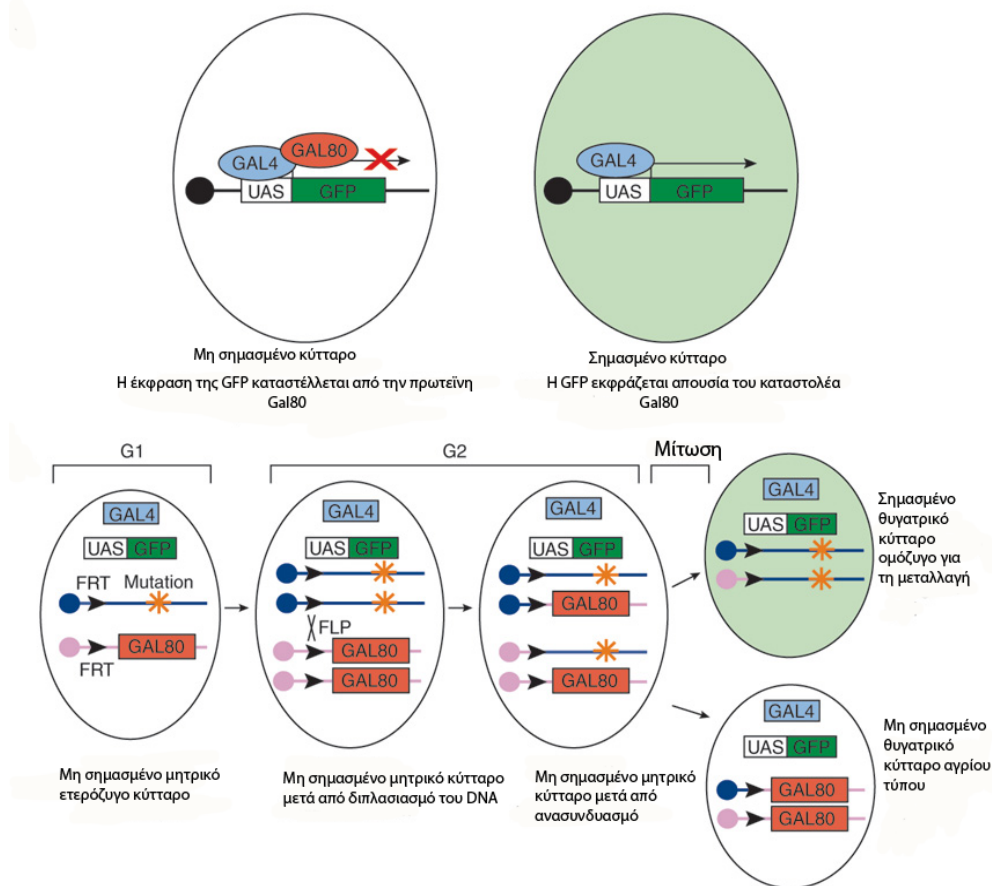 GAL4
GAL80
UAS
GFP
Μη σημασμένο κύτταρο
Η έκφραση της GFP καταστέλλεται από την πρωτεϊνη
Gal80
GAL4
UAS
GFP
Σημασμένο κύτταρο
Η GFP εκφράζεται απουσία του καταστολέα
Gal80
G1
G2
Μίτωση
GAL4
UAS GFP
FRT Mutation
GAL80
FRT
Μη σημασμένο μητρικό
ετερόζυγο κύτταρο
GAL4
UAS GFP
FLP
GAL80
GAL80
Μη σημασμένο μητρικό κύτταρο
μετά από διπλασιασμό του DNA
GAL4
UAS GFP
GAL80
GAL80
Μη σημασμένο μητρικό
κύτταρο μετά από
ανασυνδυασμό
GAL4
UAS GFP
Σημασμένο
θυγατρικό
κύτταρο
ομόζυγο για
τη μεταλλαγή
GAL4
UAS GFP
GAL80
GAL80
Μη σημασμένο
θυγατρικό
κύτταρο αγρίου
τύπου